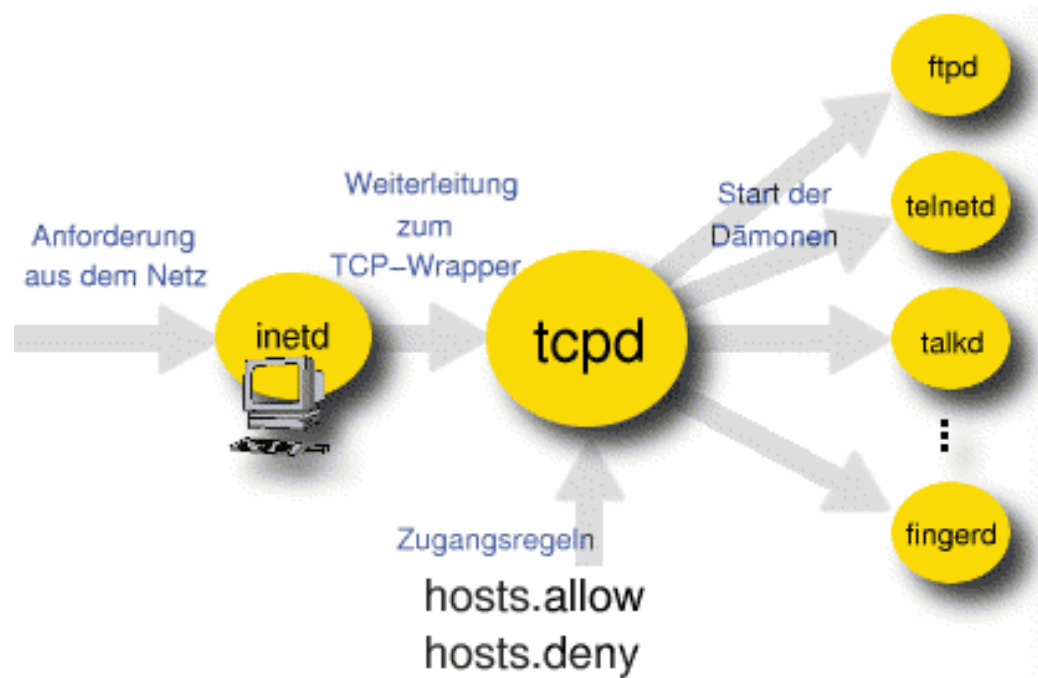 Anforderung
aus dem Netz
inetd
Weiterleitung
zum
TCP–Wrapper
tcpd
Zugangsregeln
hosts.allow
hosts.deny
Start der
Dämonen
ftpd
telnetd
talkd
⋮
fingerd